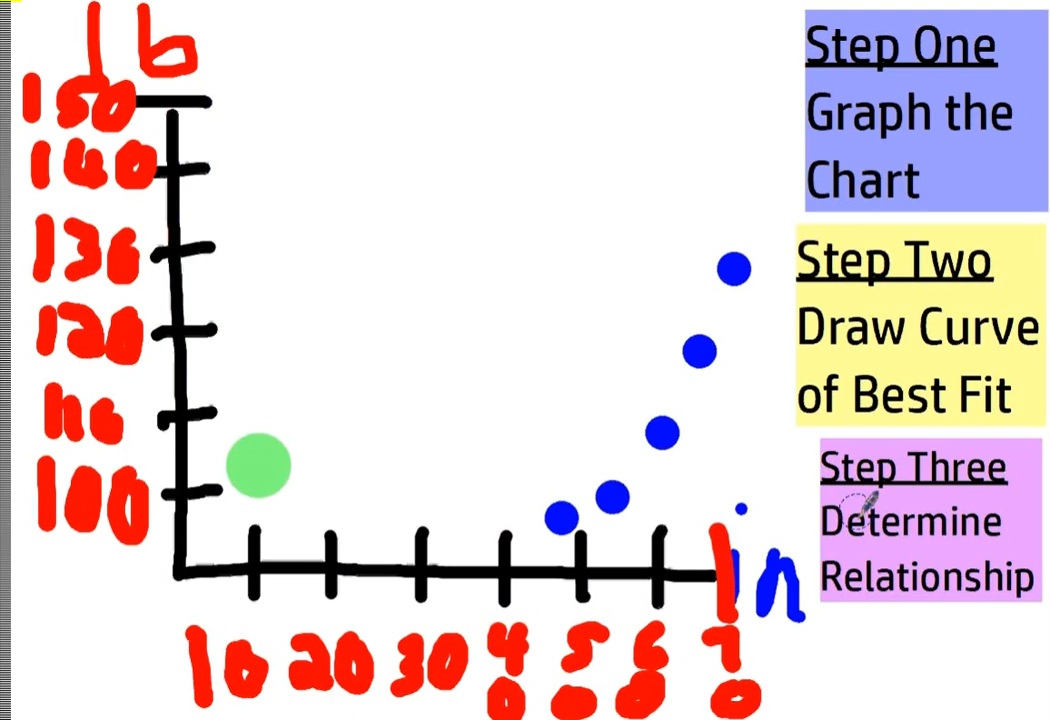 lb
150
140
130
120
110
100
in
10 20 30 40 50 60 70
Step One
Graph the
Chart
Step Two
Draw Curve
of Best Fit
Step Three
Determine
Relationship